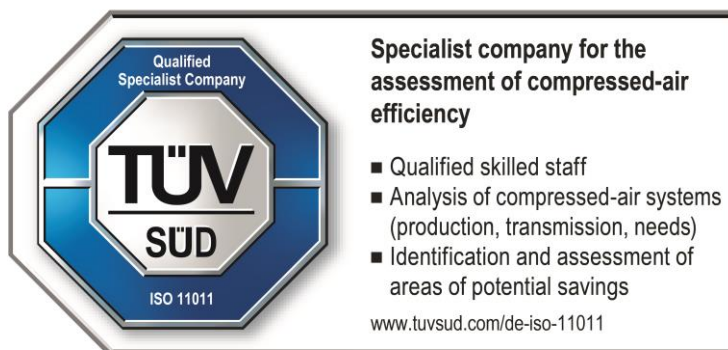 Qualified
Specialist Company
TÜV
SÜD
ISO 11011
Specialist company for the
assessment of compressed-air
efficiency
■ Qualified skilled staff
■ Analysis of compressed-air systems
(production, transmission, needs)
■ Identification and assessment of
areas of potential savings
www.tuvsud.com/de-iso-11011